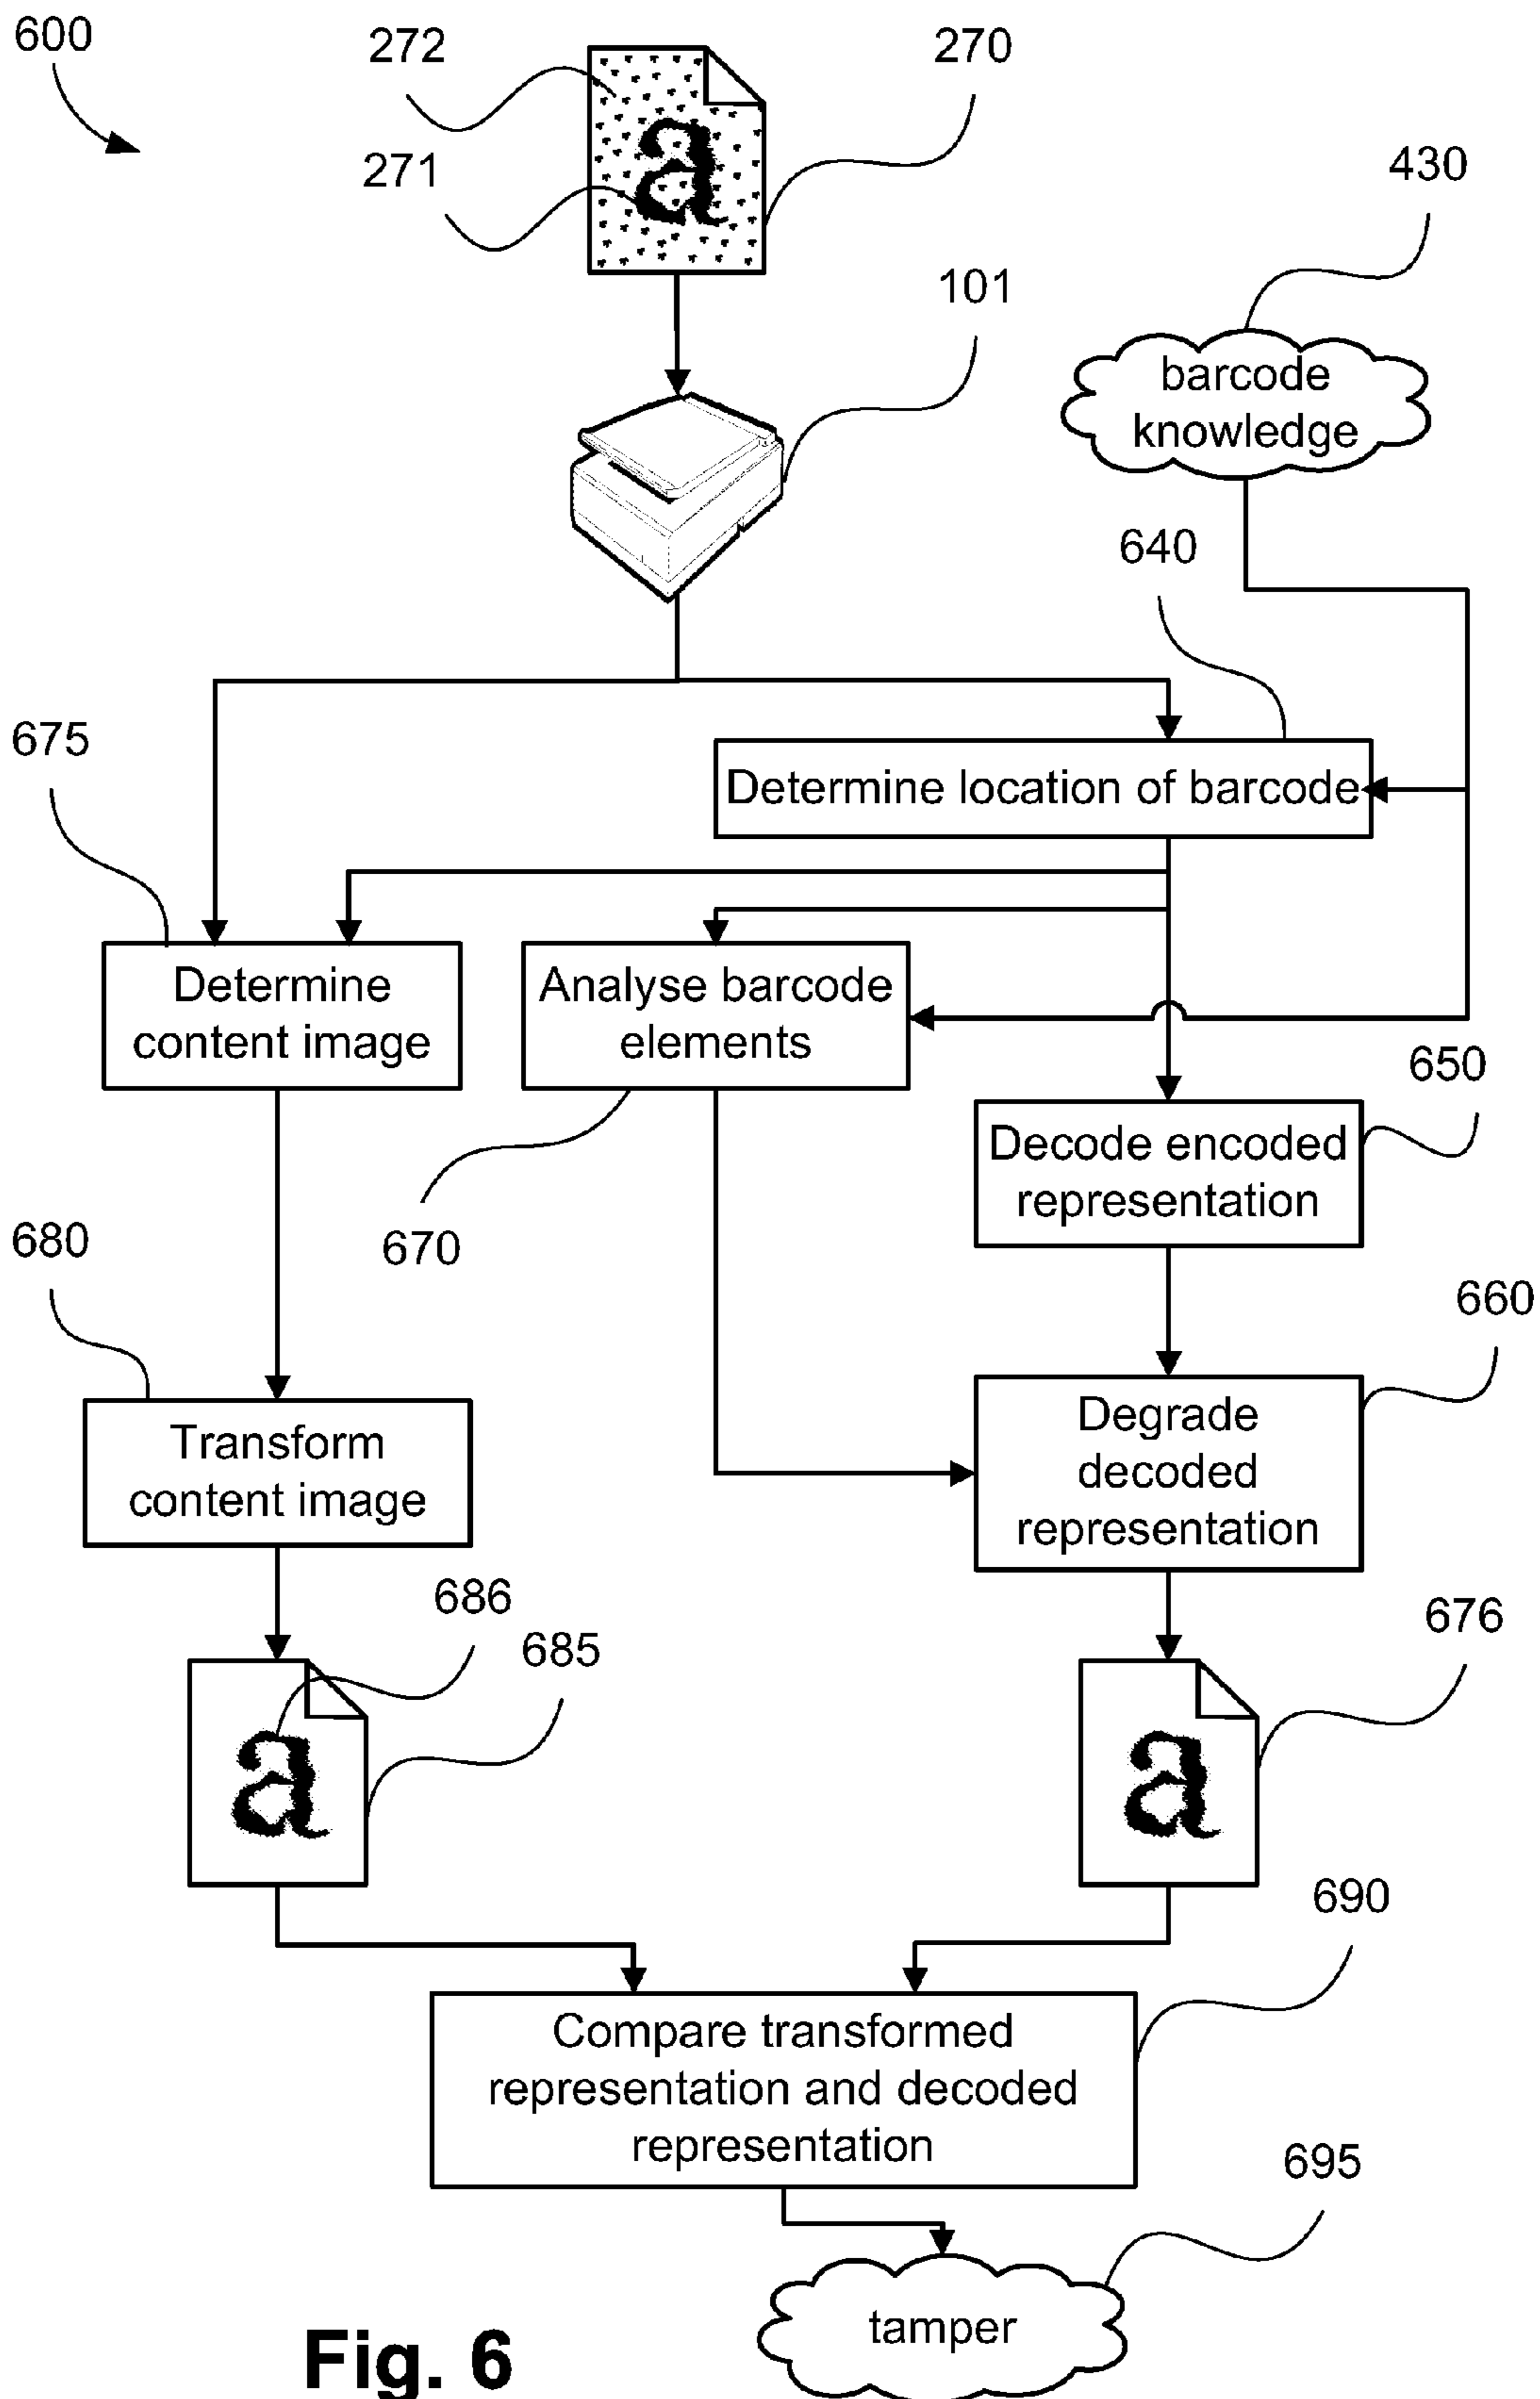 600
272
270
271
a
430
101
barcode
knowledge
640
675
Determine location of barcode
Determine
content image
Analyse barcode
elements
650
Decode encoded
representation
680
670
660
Transform
content image
Degrade
decoded
representation
686
685
676
a
a
690
Compare transformed
representation and decoded
representation
695
tamper
Fig. 6